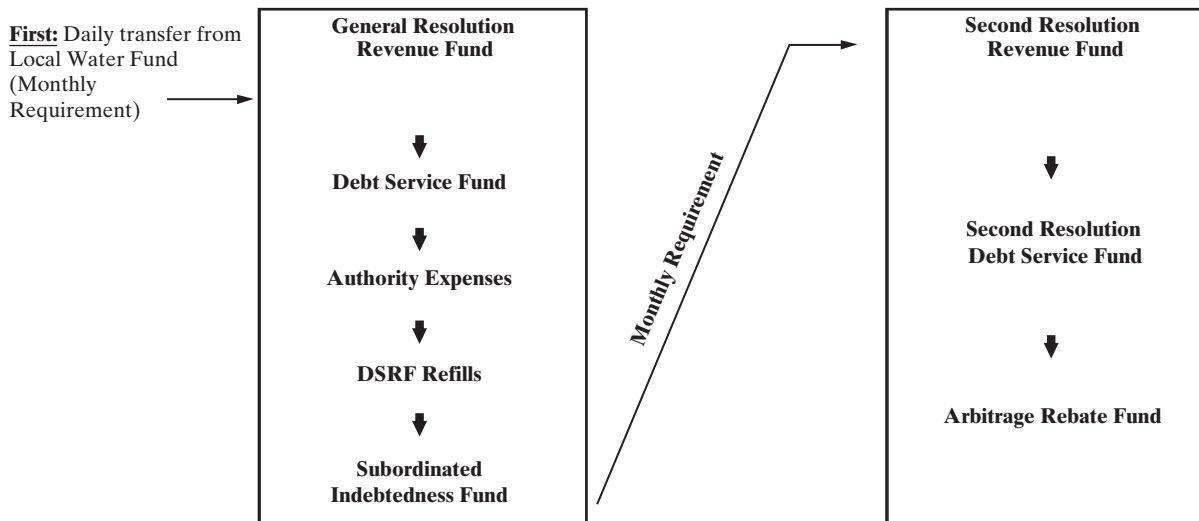 First: Daily transfer from
Local Water Fund
(Monthly
Requirement)
General Resolution
Revenue Fund
Debt Service Fund
Authority Expenses
DSRF Refills
Subordinated
Indebtedness Fund
Monthly Requirement
Second Resolution
Revenue Fund
Second Resolution
Debt Service Fund
Arbitrage Rebate Fund